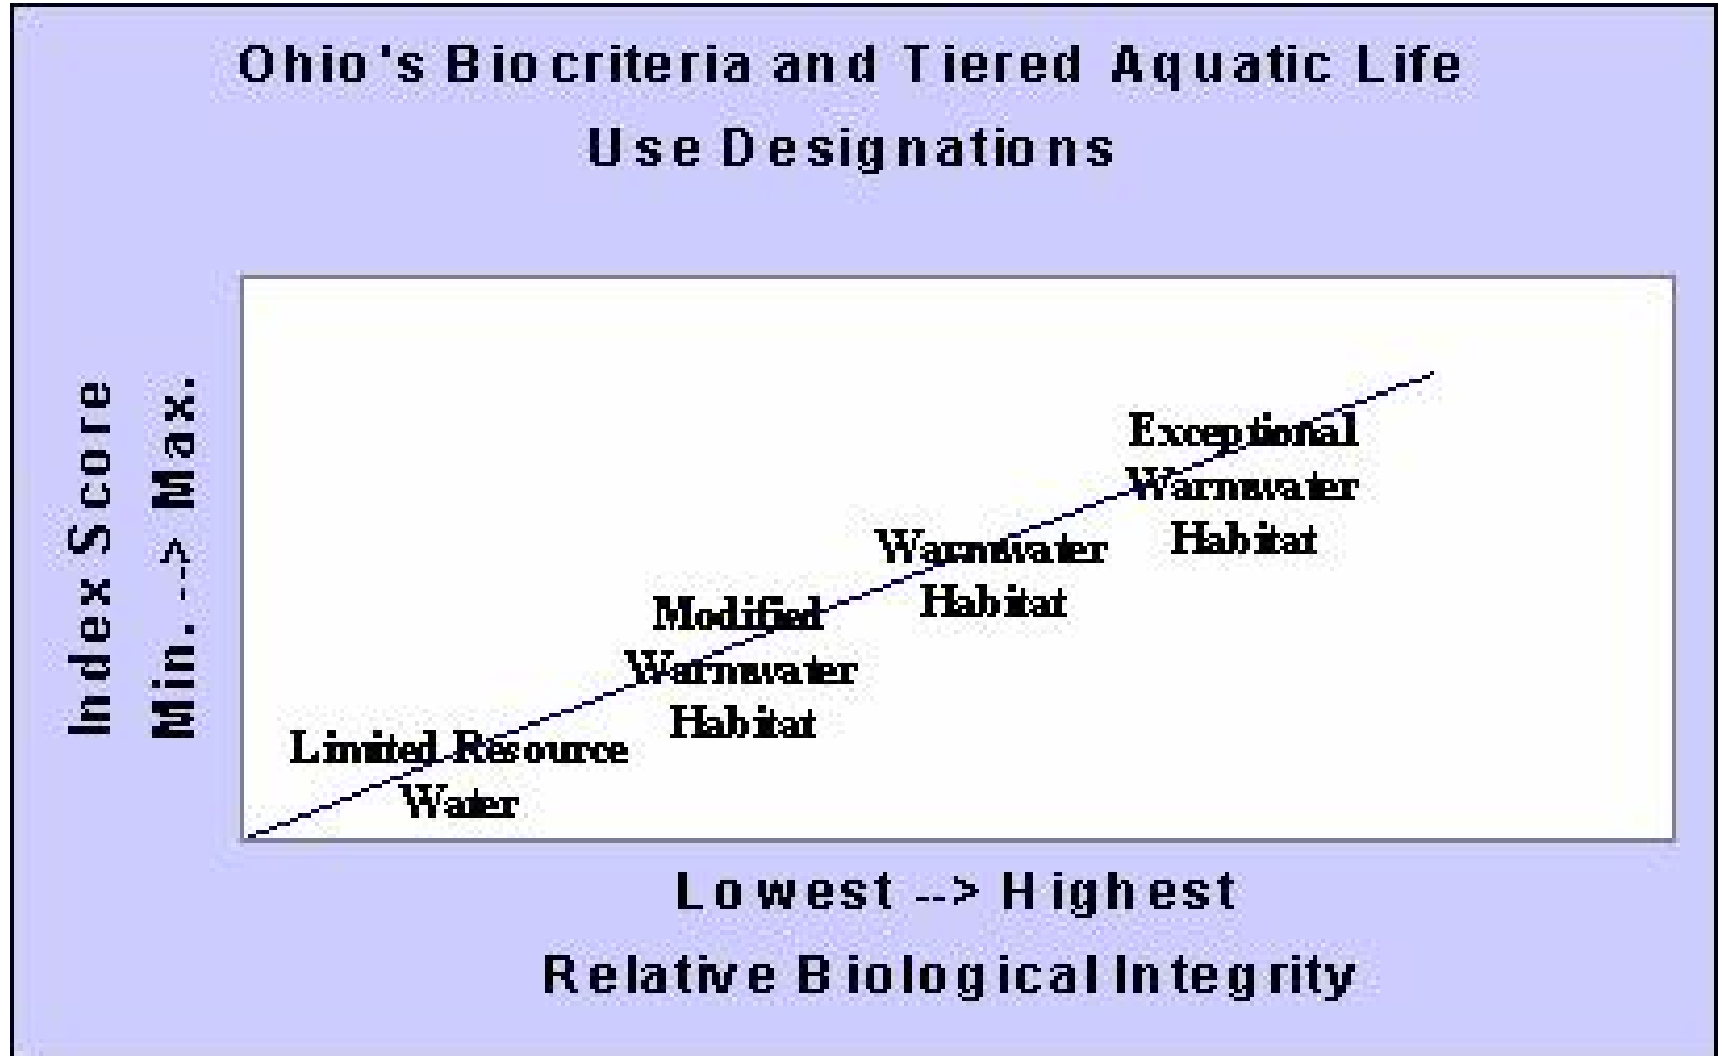 Ohio's Biocriteria and Tiered Aquatic Life
Use Designations
Index Score
Min. --> Max.
Exceptional
Warmwater
Habitat
Warmwater
Habitat
Modified
Warmwater
Habitat
Limited Resource
Water
Lowest --> Highest
Relative Biological Integrity